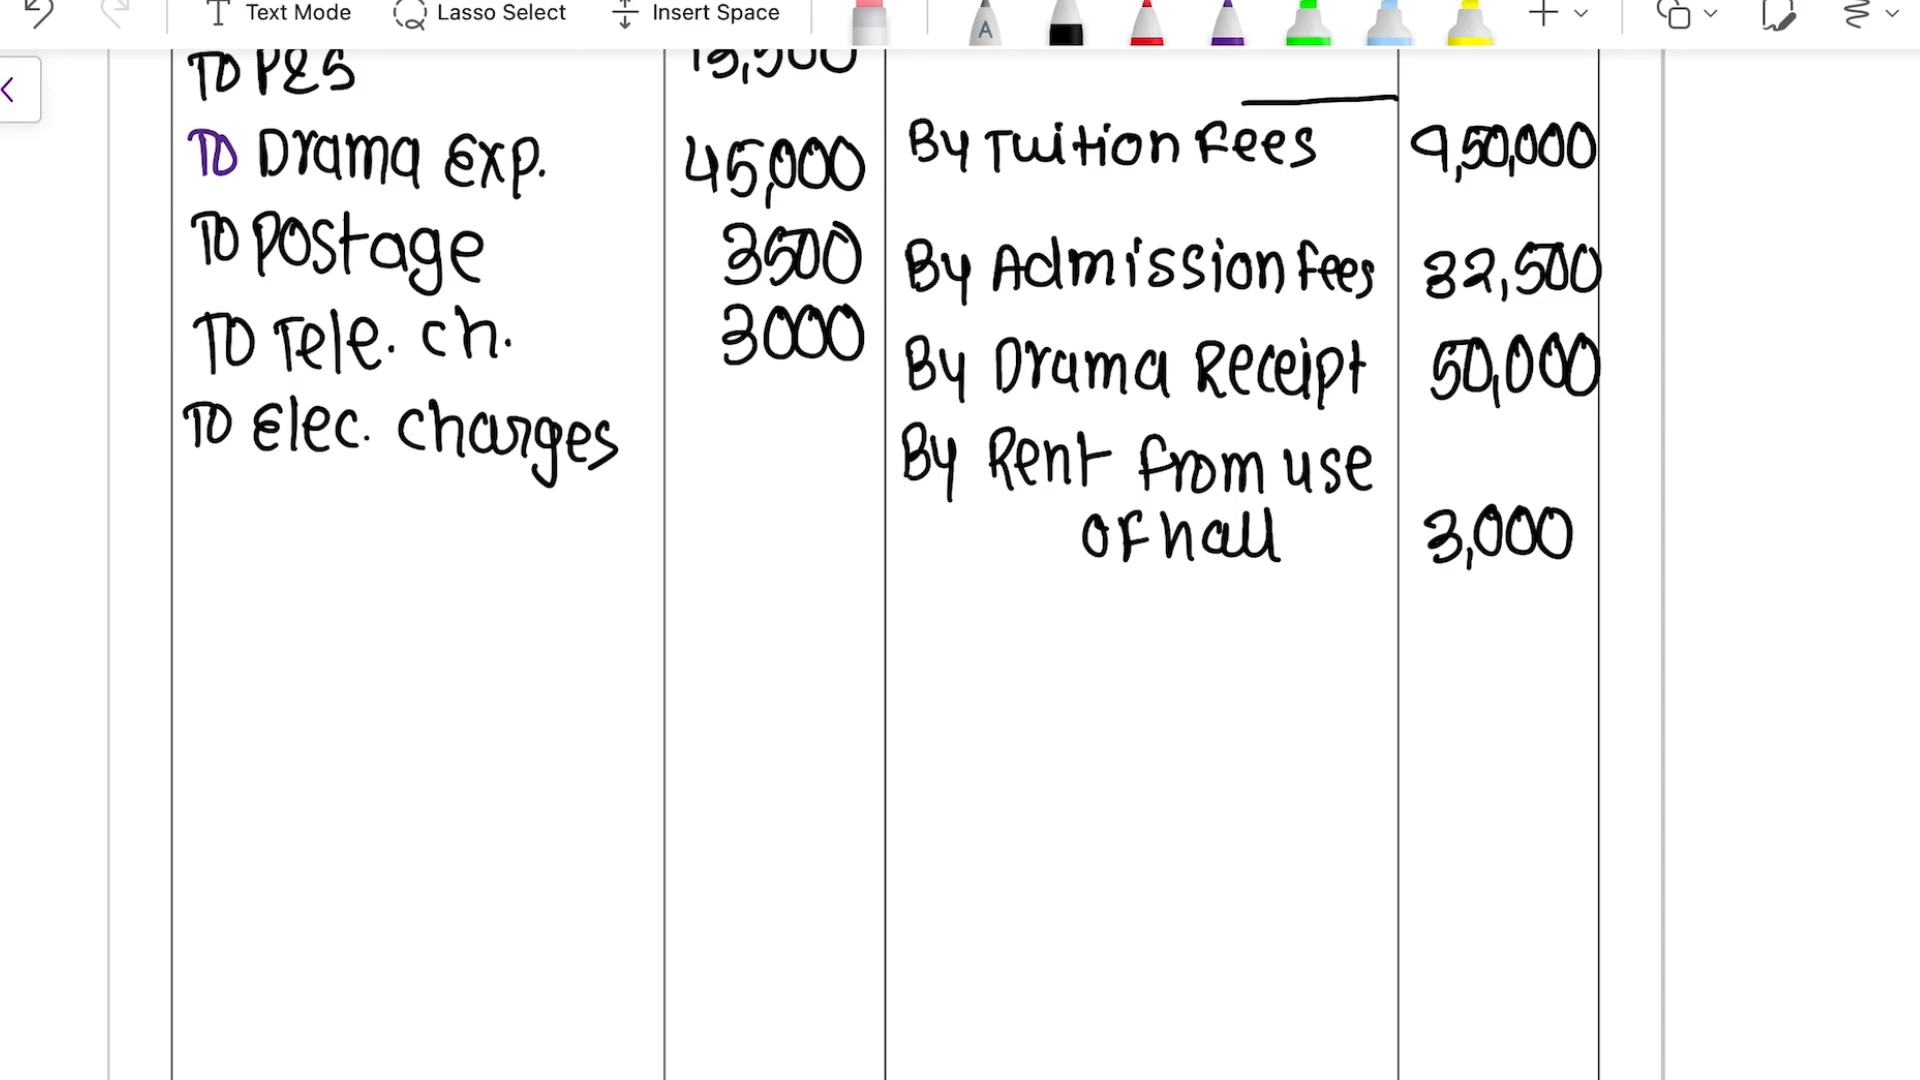 Text Mode
Lasso Select
Insert Space
A
TO P&S
TO Drama Exp. 45,000
TO Postage 3500
TO Tele. ch. 3000
TO Elec. charges
By Tuition Fees 9,50,000
By Admission Fees 32,500
By Drama Receipt 50,000
By Rent from use
of hall 3,000